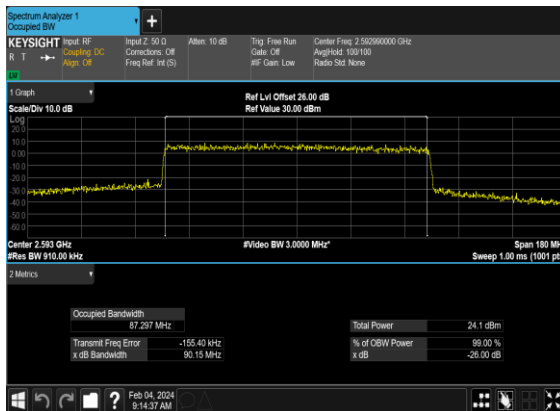 Spectrum Analyzer 1
Occupied BW
KEYSIGHT Input: RF Input Z: 50 Ω Atten: 10 dB Trig: Free Run Center Freq: 2.592990000 GHz
R T Coupling: DC Corrections: Off Gate: Off Avg|Hold: 100/100
Align: Off Freq Ref: Int (S) #IF Gain: Low Radio Std: None
1 Graph
Ref Lvl Offset 26.00 dB
Scale/Div 10.0 dB Ref Value 30.00 dBm
Log
20.0
10.0
0.00
-10.0
-20.0
-30.0
-40.0
-50.0
-60.0
Center 2.593 GHz #Video BW 3.0000 MHz* Span 180 MH
#Res BW 910.00 kHz Sweep 1.00 ms (1001 pts
2 Metrics
Occupied Bandwidth
87.297 MHz Total Power 24.1 dBm
Transmit Freq Error -155.40 kHz % of OBW Power 99.00 %
x dB Bandwidth 90.15 MHz x dB -26.00 dB
Feb 04, 2024
9:14:37 AM